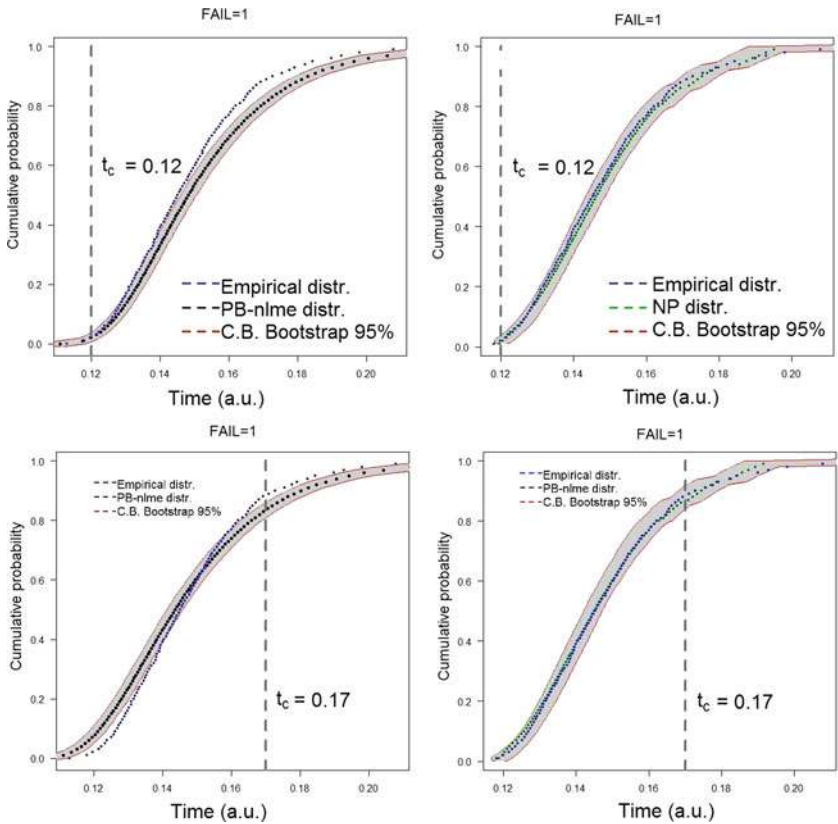 FAIL=1
Cumulative probability
1.0
0.8
0.6
0.4
0.2
0.0
t_c = 0.12
Empirical distr.
PB-nlme distr.
C.B. Bootstrap 95%
0.12 0.14 0.16 0.18 0.20
Time (a.u.)
FAIL=1
Cumulative probability
1.0
0.8
0.6
0.4
0.2
0.0
t_c = 0.12
Empirical distr.
NP distr.
C.B. Bootstrap 95%
0.12 0.14 0.16 0.18 0.20
Time (a.u.)
FAIL=1
Cumulative probability
1.0
0.8
0.6
0.4
0.2
0.0
Empirical distr.
PB-nlme distr.
C.B. Bootstrap 95%
t_c = 0.17
0.12 0.14 0.16 0.18 0.20
Time (a.u.)
FAIL=1
Cumulative probability
1.0
0.8
0.6
0.4
0.2
0.0
Empirical distr.
PB-nlme distr.
C.B. Bootstrap 95%
t_c = 0.17
0.12 0.14 0.16 0.18 0.20
Time (a.u.)